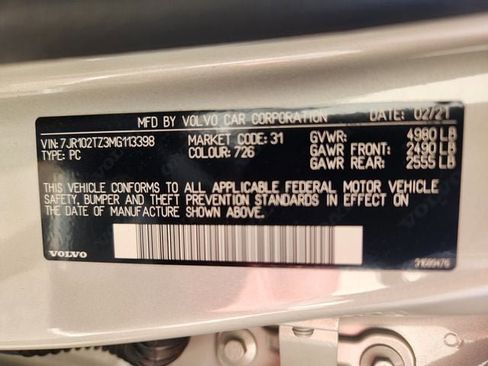 MFD BY VOLVO CAR CORPORATION DATE: 02/21
VIN: 7JR102TZ3MG113398 MARKET CODE: 31 GVWR: 4980 LB
TYPE: PC COLOUR: 726 GAWR FRONT: 2490 LB
GAWR REAR: 2555 LB
THIS VEHICLE CONFORMS TO ALL APPLICABLE FEDERAL MOTOR VEHICLE
SAFETY, BUMPER AND THEFT PREVENTION STANDARDS IN EFFECT ON
THE DATE OF MANUFACTURE SHOWN ABOVE.
VOLVO